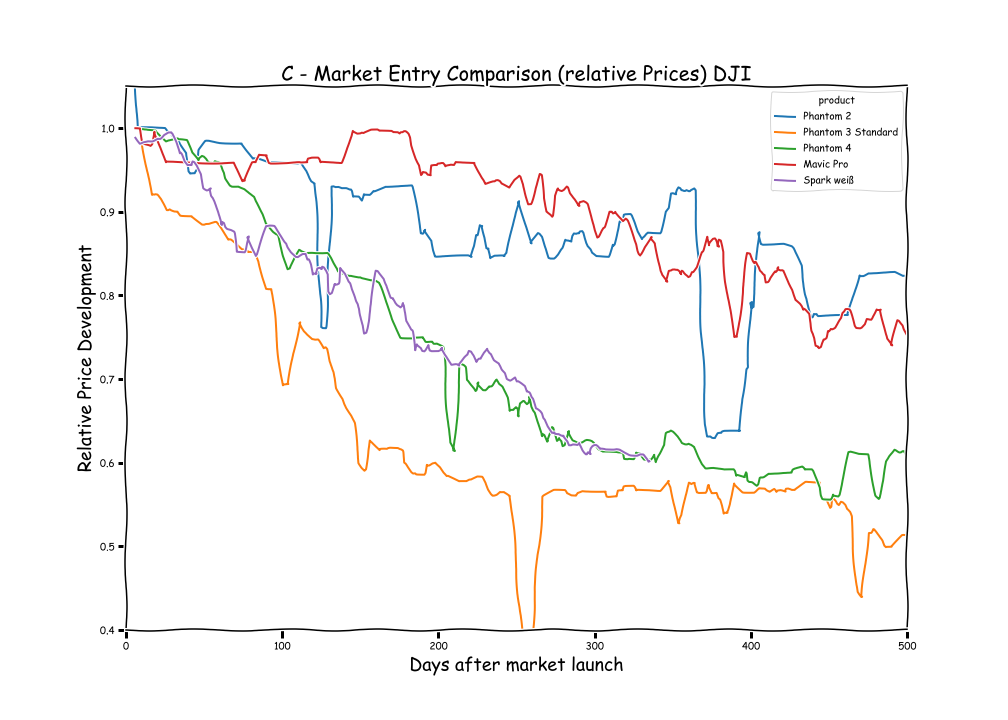 C - Market Entry Comparison (relative Prices) DJI
product
Phantom 2
Phantom 3 Standard
Phantom 4
Mavic Pro
Spark weiß
Relative Price Development
1.0
0.9
0.8
0.7
0.6
0.5
0.4
0
100
200
300
400
500
Days after market launch